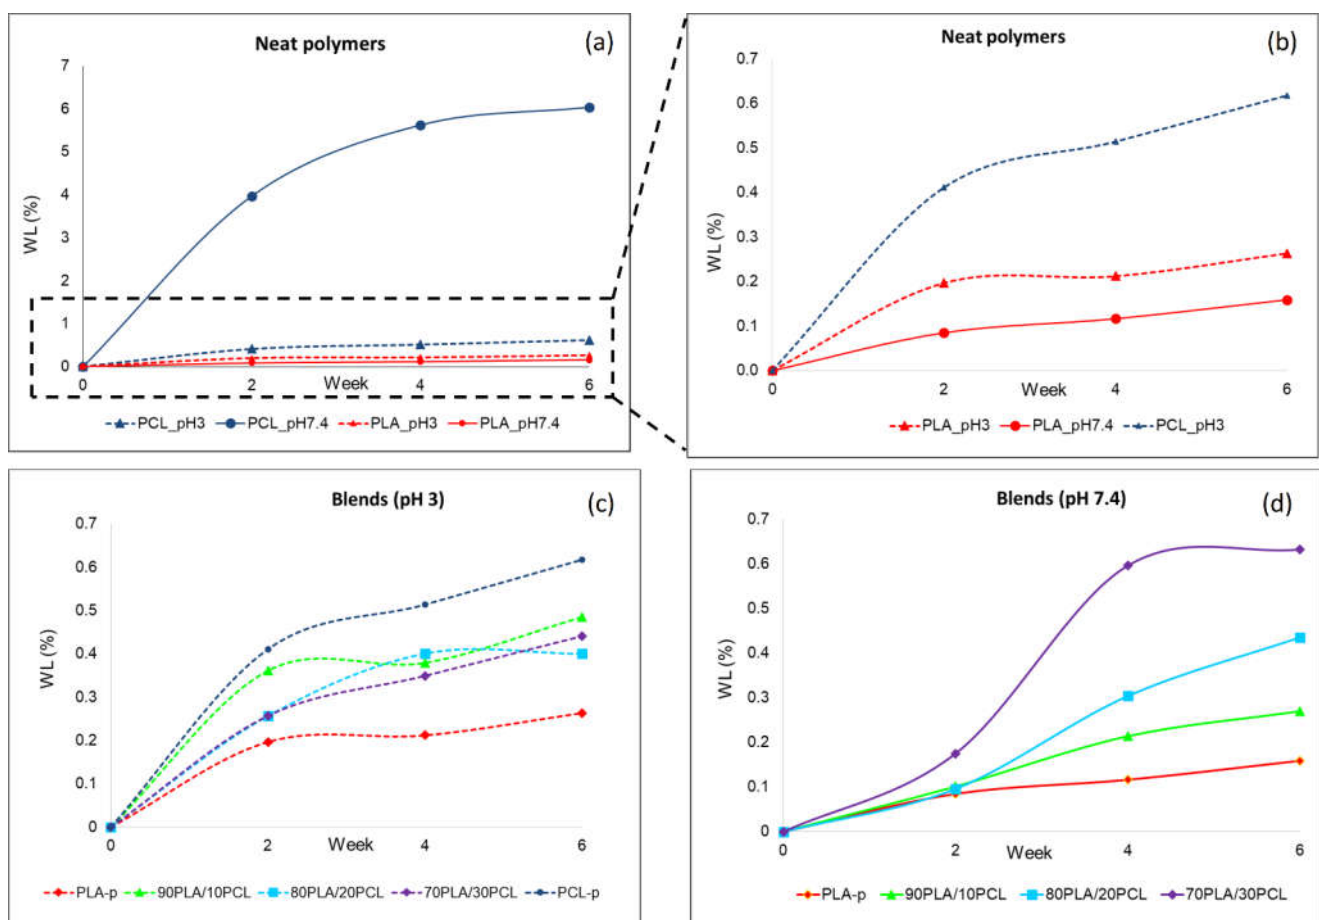 Neat polymers
(a)
7
6
5
4
3
2
1
0
WL (%)
0
2
4
6
Week
PCL_pH3
PCL_pH7.4
PLA_pH3
PLA_pH7.4
Neat polymers
(b)
0.7
0.6
0.5
0.4
0.3
0.2
0.1
0.0
WL (%)
0
2
4
6
Week
PLA_pH3
PLA_pH7.4
PCL_pH3
Blends (pH 3)
(c)
0.7
0.6
0.5
0.4
0.3
0.2
0.1
0
WL (%)
0
2
4
6
Week
PLA-p
90PLA/10PCL
80PLA/20PCL
70PLA/30PCL
PCL-p
Blends (pH 7.4)
(d)
0.7
0.6
0.5
0.4
0.3
0.2
0.1
0
WL (%)
0
2
4
6
Week
PLA-p
90PLA/10PCL
80PLA/20PCL
70PLA/30PCL